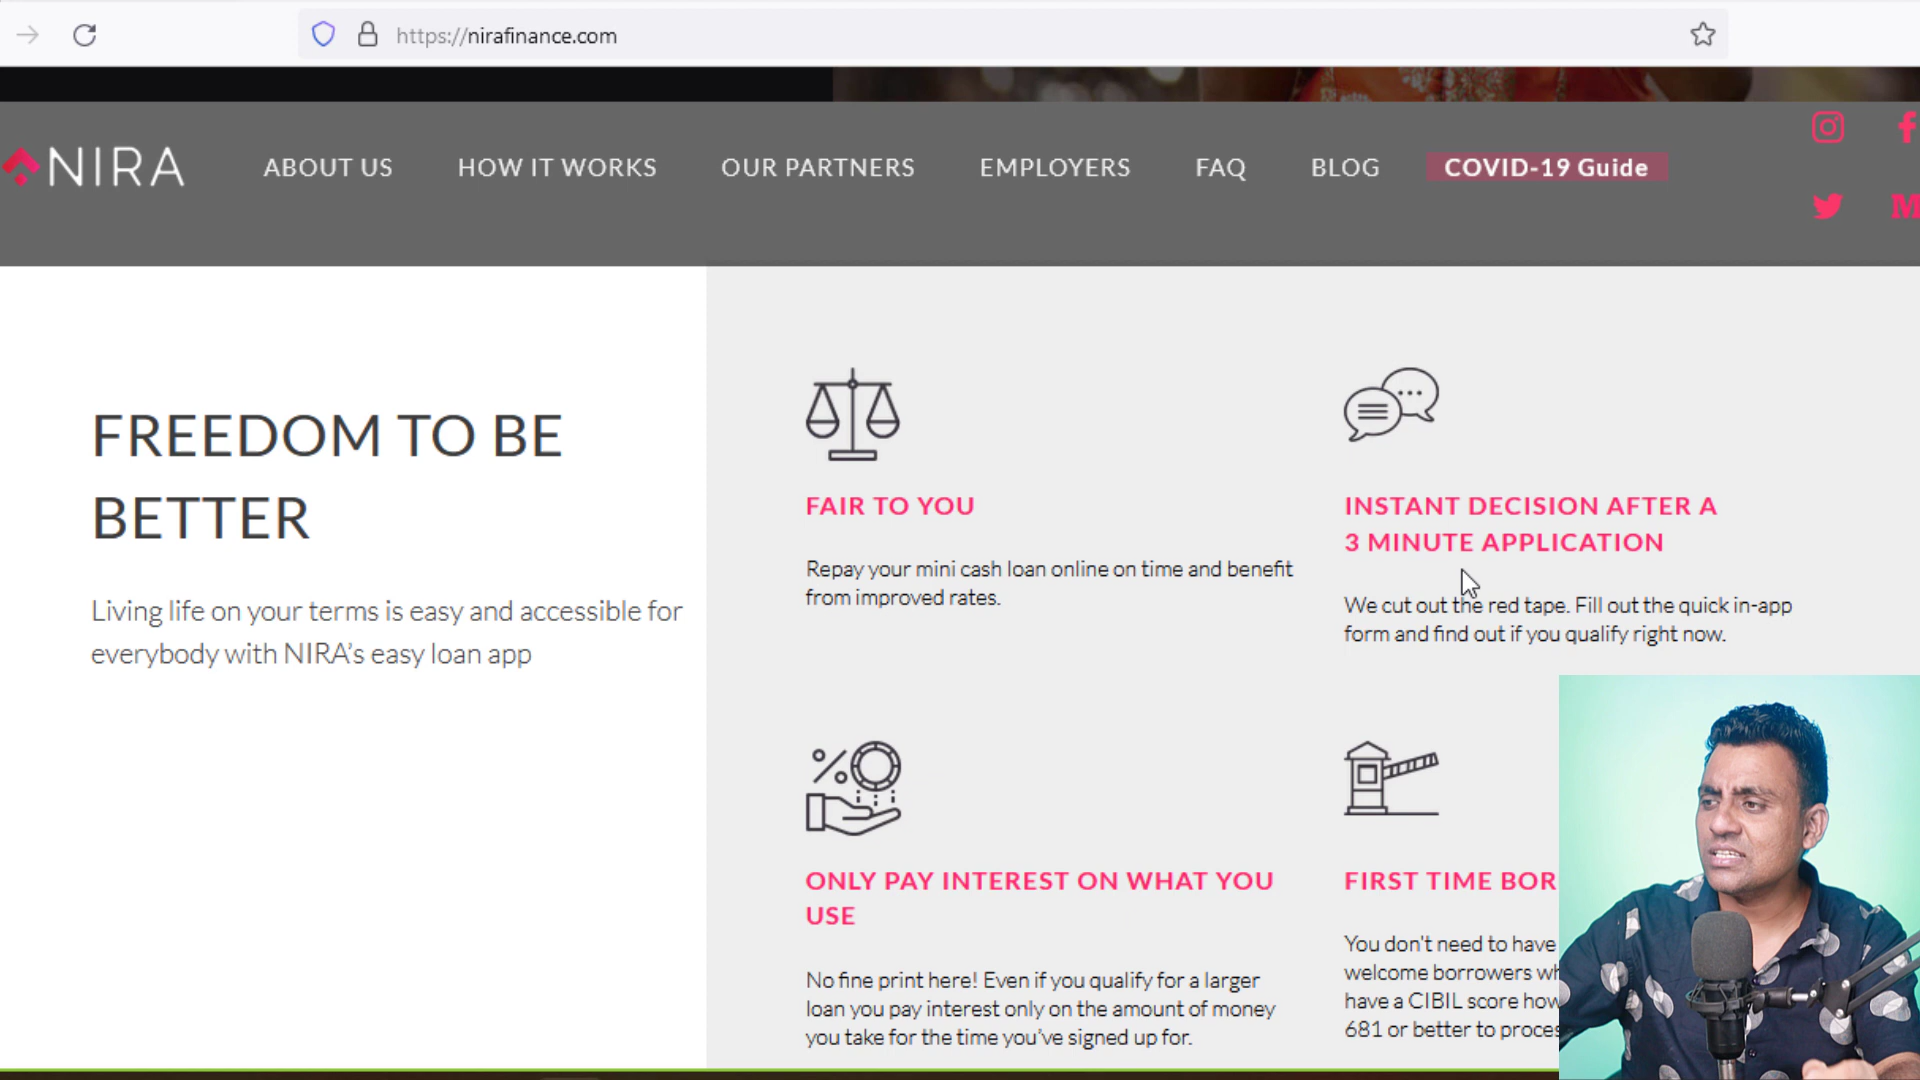 https://nirafinance.com
NIRA
ABOUT US
HOW IT WORKS
OUR PARTNERS
EMPLOYERS
FAQ
BLOG
COVID-19 Guide
FREEDOM TO BE
BETTER
Living life on your terms is easy and accessible for
everybody with NIRA's easy loan app
FAIR TO YOU
Repay your mini cash loan online on time and benefit
from improved rates.
INSTANT DECISION AFTER A
3 MINUTE APPLICATION
We cut out the red tape. Fill out the quick in-app
form and find out if you qualify right now.
ONLY PAY INTEREST ON WHAT YOU
USE
No fine print here! Even if you qualify for a larger
loan you pay interest only on the amount of money
you take for the time you've signed up for.
FIRST TIME BOR
You don't need to have
welcome borrowers wh
have a CIBIL score how
681 or better to proces